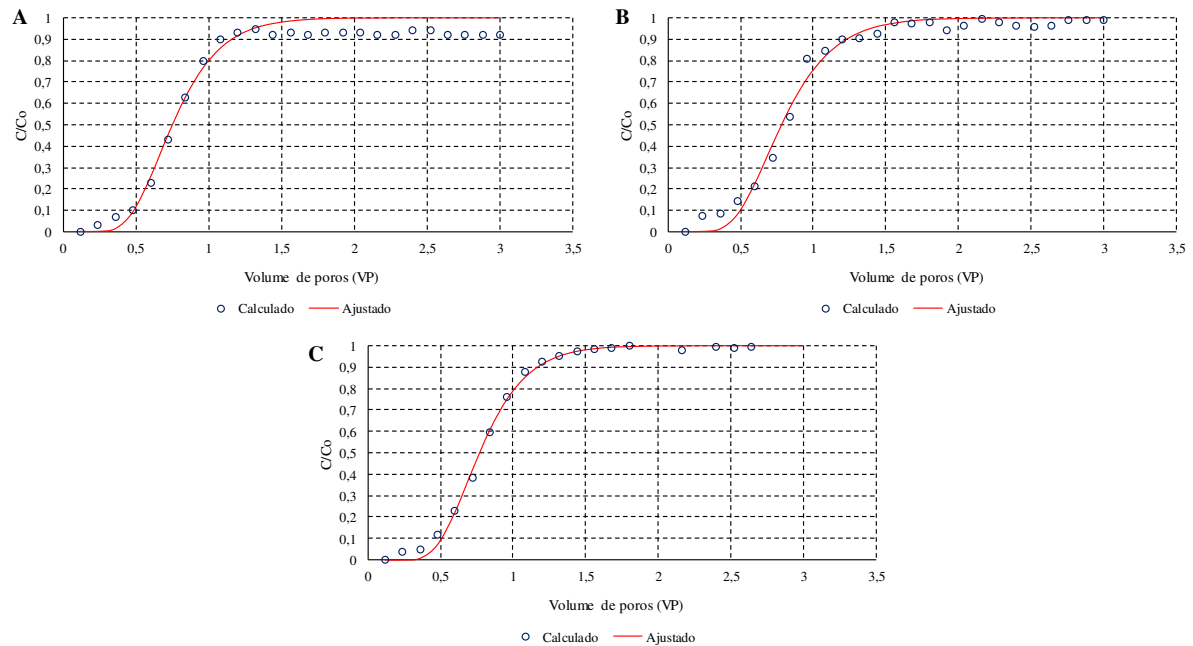 A
C/Co
1
0,9
0,8
0,7
0,6
0,5
0,4
0,3
0,2
0,1
0
0 0,5 1 1,5 2 2,5 3 3,5
Volume de poros (VP)
Calculado Ajustado
B
C/Co
1
0,9
0,8
0,7
0,6
0,5
0,4
0,3
0,2
0,1
0
0 0,5 1 1,5 2 2,5 3 3,5
Volume de poros (VP)
Calculado Ajustado
C
C/Co
1
0,9
0,8
0,7
0,6
0,5
0,4
0,3
0,2
0,1
0
0 0,5 1 1,5 2 2,5 3 3,5
Volume de poros (VP)
Calculado Ajustado